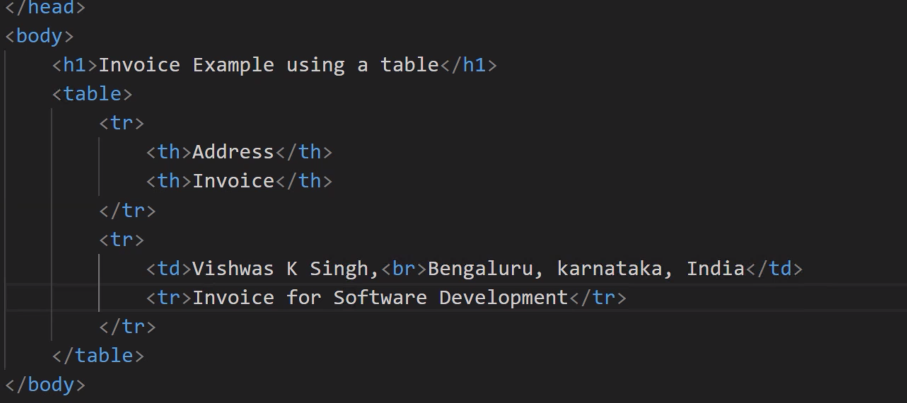 </head>
<body>
<h1>Invoice Example using a table</h1>
<table>
<tr>
<th>Address</th>
<th>Invoice</th>
</tr>
<tr>
<td>Vishwas K Singh,<br>Bengaluru, karnataka, India</td>
<tr>Invoice for Software Development</tr>
</tr>
</table>
</body>